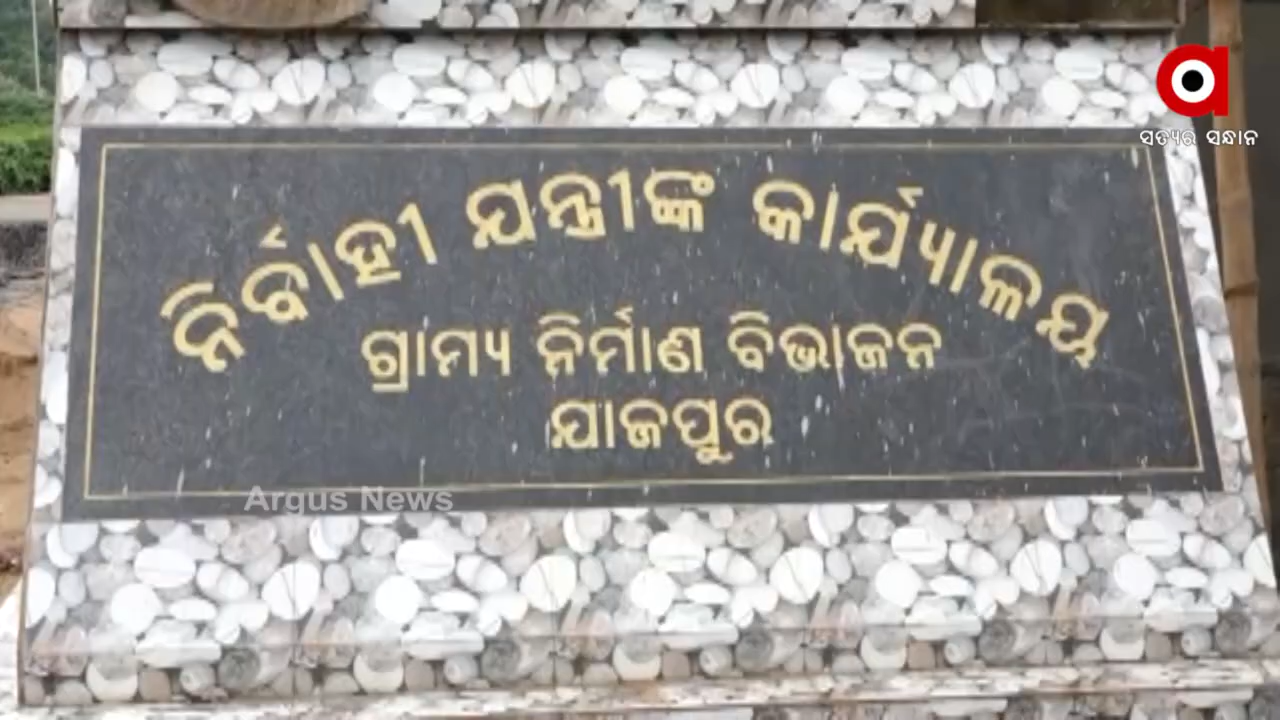 ସତ୍ୟର ସନ୍ଧାନ
ନିର୍ବାହୀ ଯନ୍ତ୍ରୀଙ୍କ କାର୍ଯ୍ୟାଳୟ
ଗ୍ରାମ୍ୟ ନିର୍ମାଣ ବିଭାଜନ
ଯାଜପୁର
Argus News